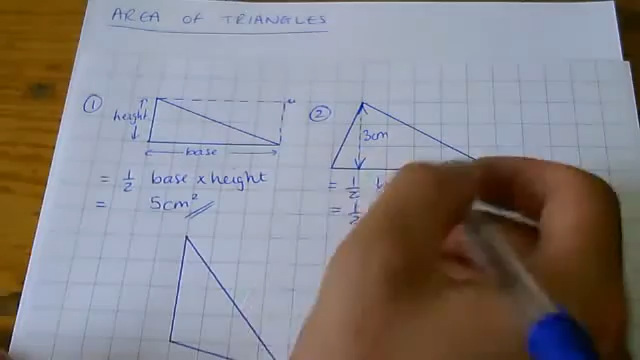 AREA OF TRIANGLES
①
height
base
= 1/2 base x height
= 5cm²
②
3cm
= 1/2
= 1/2